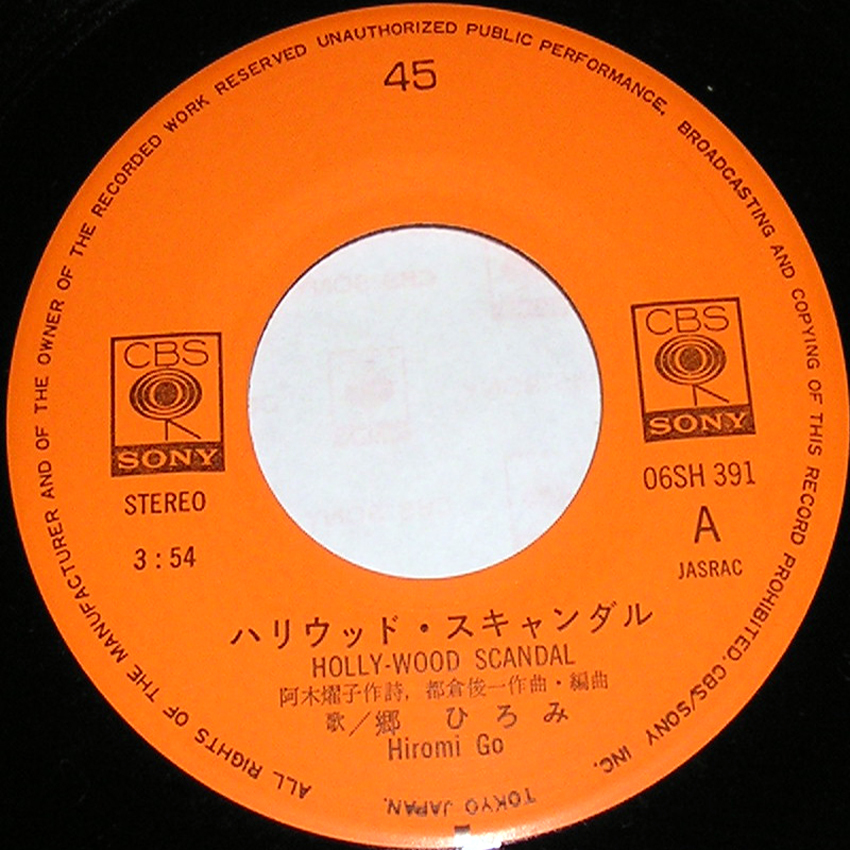 ALL RIGHTS OF THE MANUFACTURER AND OF THE OWNER OF THE RECORDED WORK RESERVED UNAUTHORIZED PUBLIC PERFORMANCE, BROADCASTING AND COPYING OF THIS RECORD PROHIBITED. CBS/SONY INC. TOKYO JAPAN.
45
CBS
SONY
STEREO
3:54
CBS
SONY
06SH 391
A
JASRAC
ハリウッド・スキャンダル
HOLLY-WOOD SCANDAL
阿木燿子作詩, 都倉俊一作曲・編曲
歌／郷 ひろみ
Hiromi Go